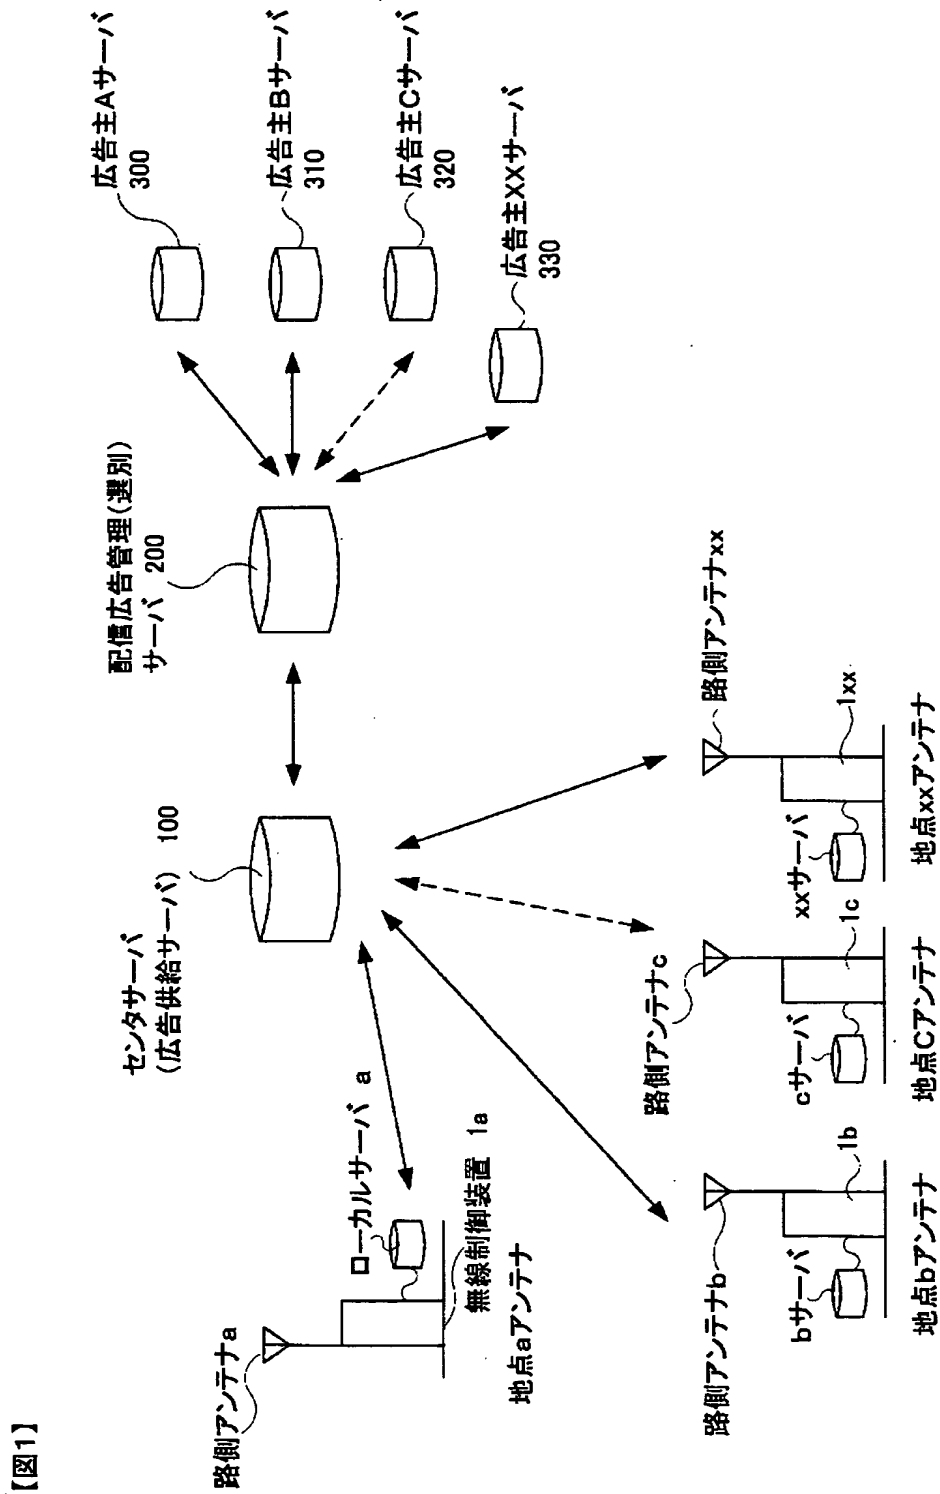 【図1】
広告主Aサーバ
300
広告主Bサーバ
310
広告主Cサーバ
320
広告主XXサーバ
330
配信広告管理(選別)
サーバ 200
センタサーバ
(広告供給サーバ) 100
ローカルサーバ a
無線制御装置 1a
路側アンテナa
地点aアンテナ
路側アンテナb
bサーバ
1b
地点bアンテナ
路側アンテナc
cサーバ
1c
地点Cアンテナ
路側アンテナxx
xxサーバ
1xx
地点xxアンテナ